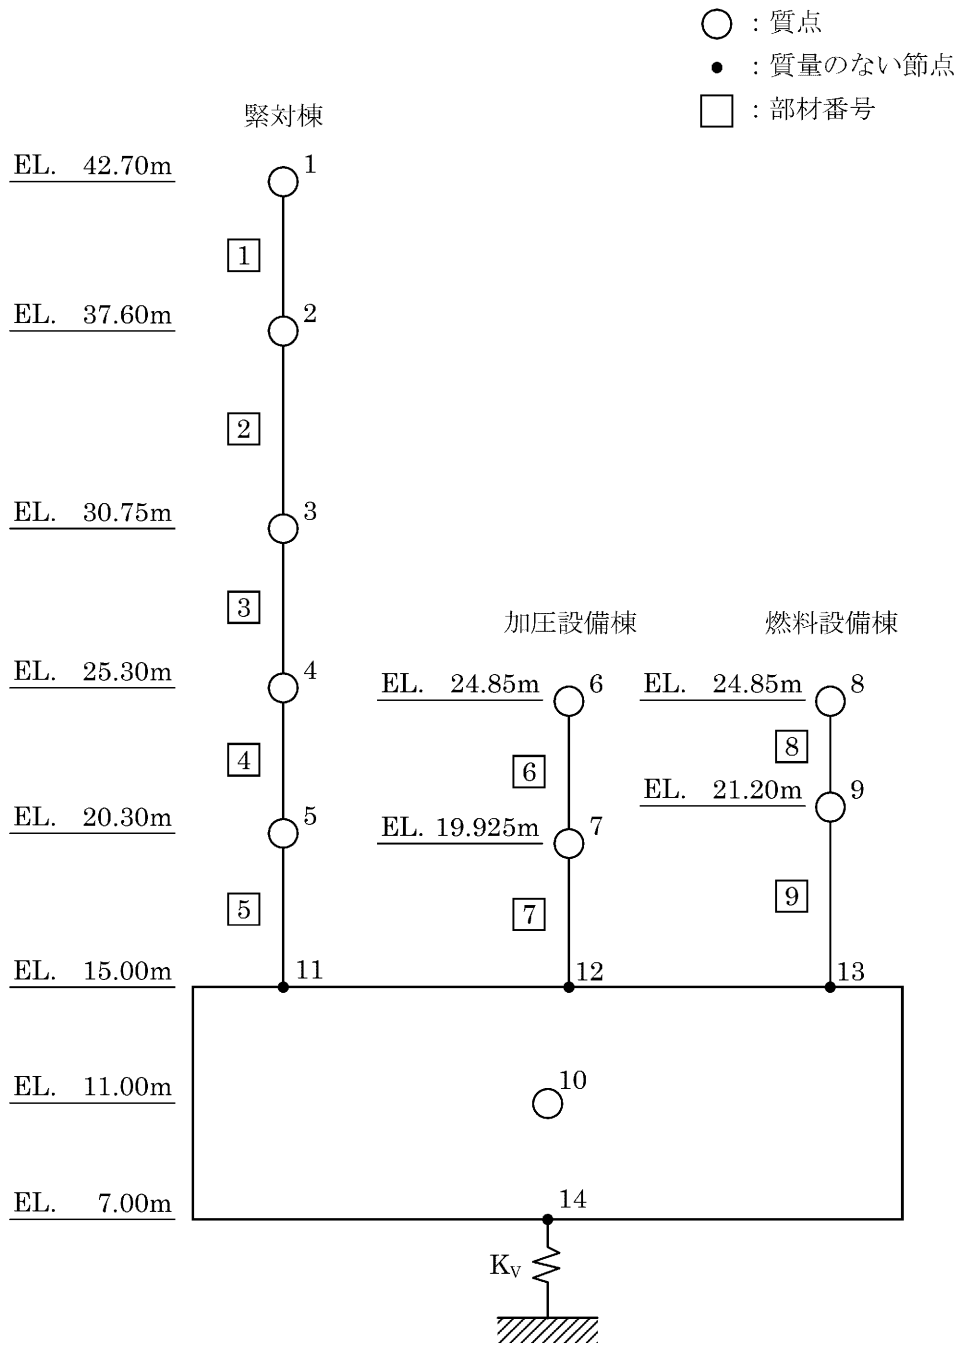 ：質点
：質量のない節点
：部材番号
緊対棟
EL. 42.70m
1
1
EL. 37.60m
2
2
EL. 30.75m
3
3
加圧設備棟
燃料設備棟
EL. 25.30m
4
EL. 24.85m
6
EL. 24.85m
8
4
6
8
EL. 21.20m
9
EL. 20.30m
5
EL. 19.925m
7
5
7
9
EL. 15.00m
11
12
13
EL. 11.00m
10
EL. 7.00m
14
KV